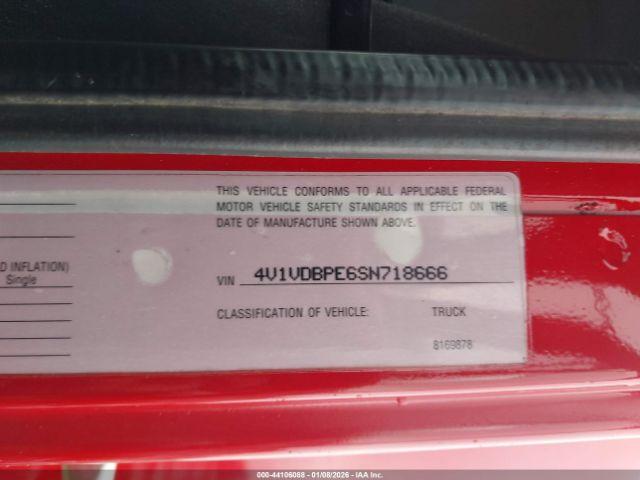 THIS VEHICLE CONFORMS TO ALL APPLICABLE FEDERAL
MOTOR VEHICLE SAFETY STANDARDS IN EFFECT ON THE
DATE OF MANUFACTURE SHOWN ABOVE.
D INFLATION)
Single
VIN 4V1VDBPE6SN718666
CLASSIFICATION OF VEHICLE: TRUCK
8169878
000-44106088 - 01/08/2026 - IAA Inc.